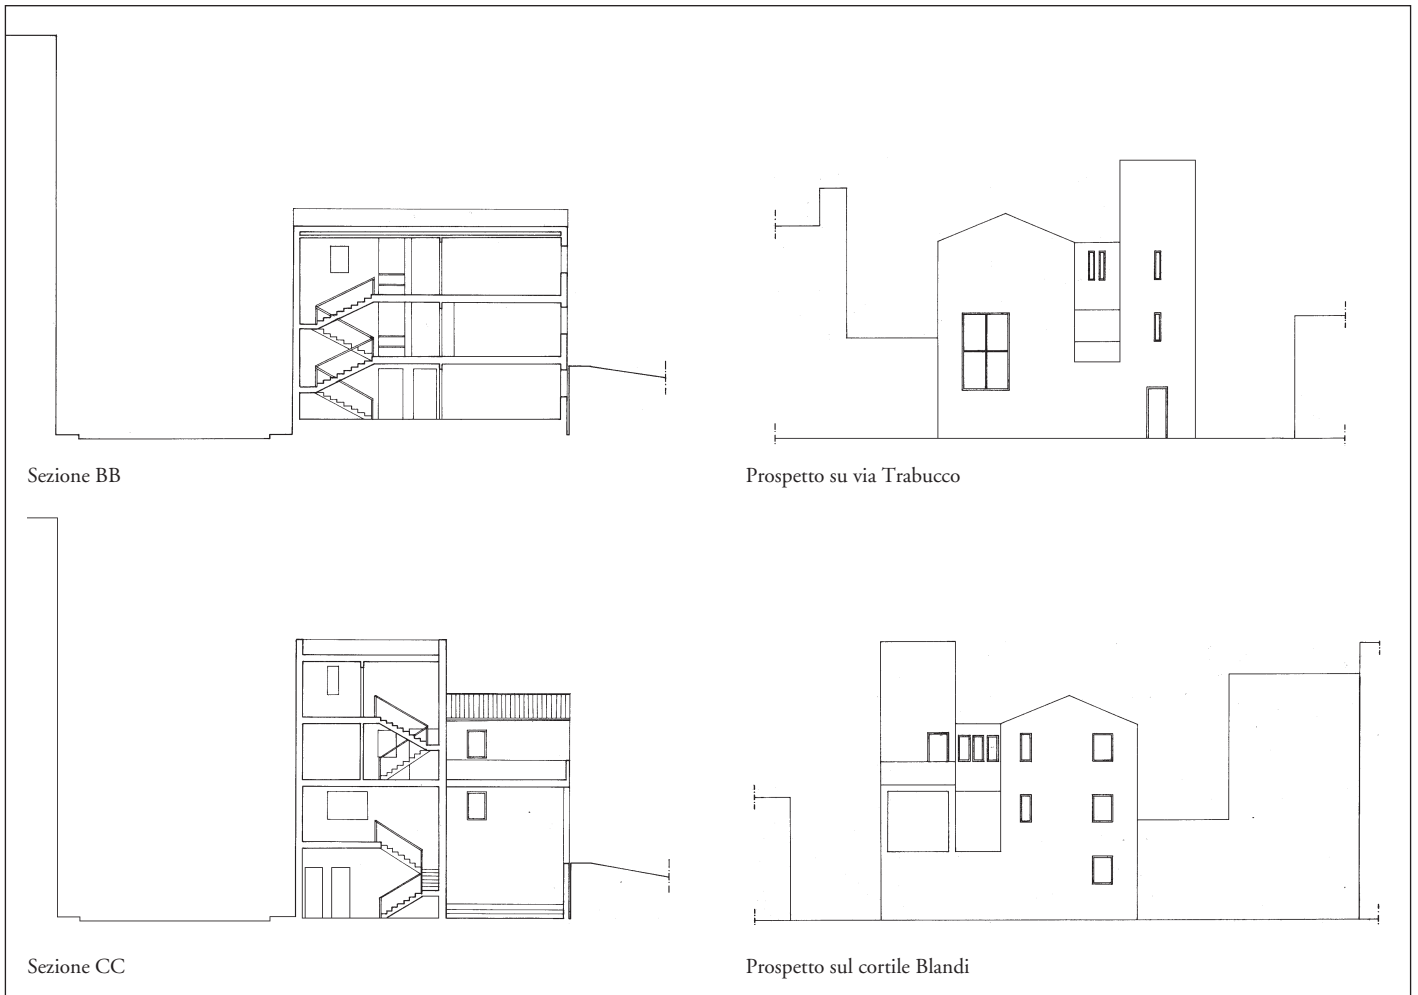 Sezione BB
Prospetto su via Trabucco
Sezione CC
Prospetto sul cortile Blandi